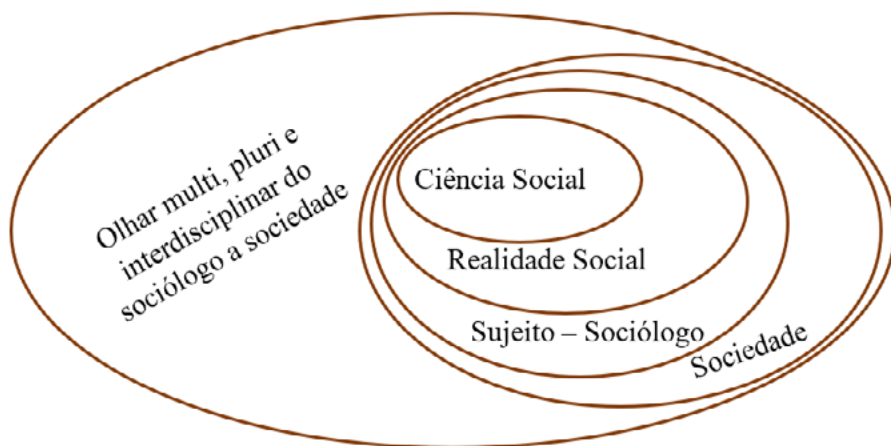 Olhar multi, pluri e
interdisciplinar do
sociólogo a sociedade
Ciência Social
Realidade Social
Sujeito – Sociólogo
Sociedade